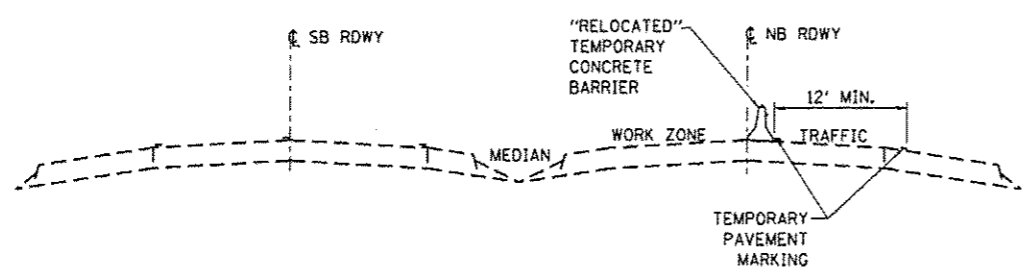 ℄ SB RDWY
"RELOCATED"
TEMPORARY
CONCRETE
BARRIER
℄ NB RDWY
12' MIN.
MEDIAN
WORK ZONE
TRAFFIC
TEMPORARY
PAVEMENT
MARKING